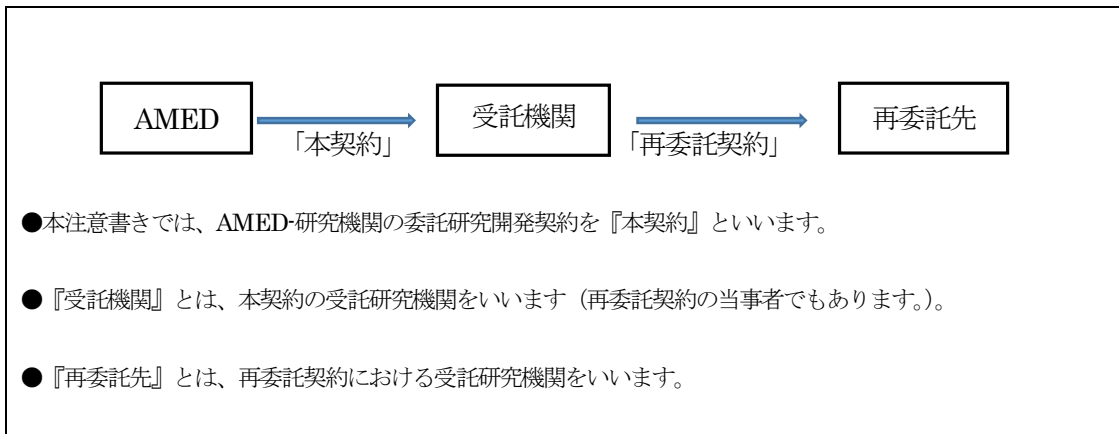 AMED
受託機関
再委託先
「本契約」
「再委託契約」
●本注意書きでは、AMED-研究機関の委託研究開発契約を『本契約』といいます。
●『受託機関』とは、本契約の受託研究機関をいいます（再委託契約の当事者でもあります。）。
●『再委託先』とは、再委託契約における受託研究機関をいいます。